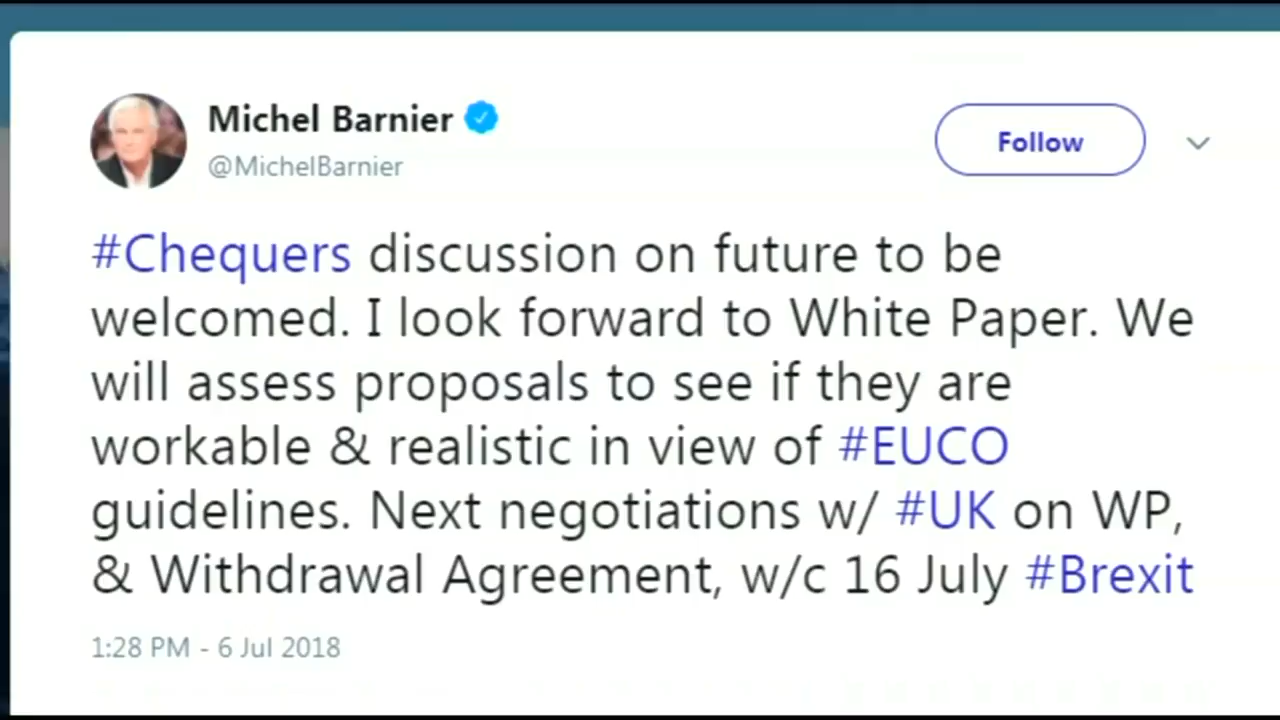 Michel Barnier
@MichelBarnier
Follow
#Chequers discussion on future to be
welcomed. I look forward to White Paper. We
will assess proposals to see if they are
workable & realistic in view of #EUCO
guidelines. Next negotiations w/ #UK on WP,
& Withdrawal Agreement, w/c 16 July #Brexit
1:28 PM - 6 Jul 2018